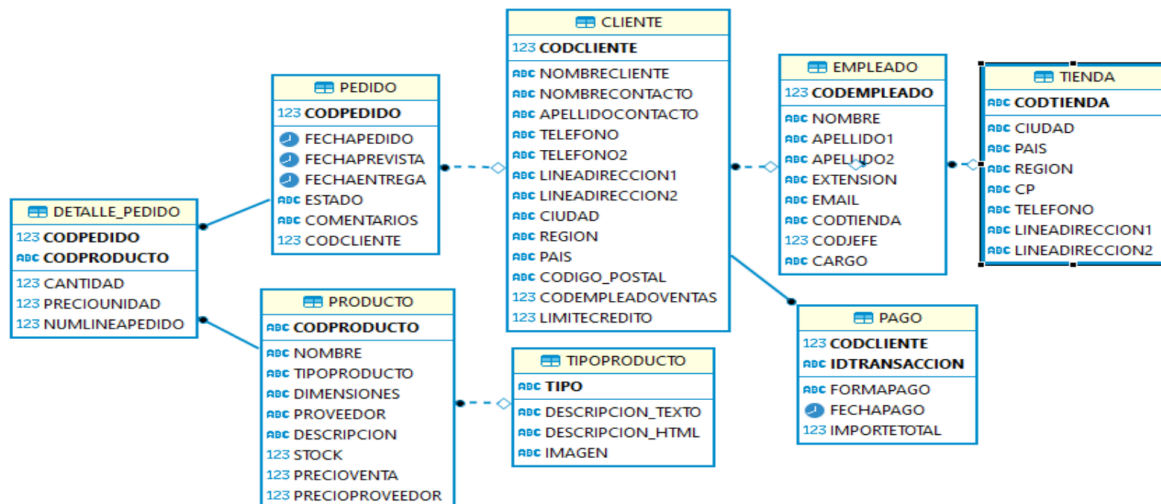 CLIENTE
123 CODCLIENTE
ABC NOMBRECLIENTE
ABC NOMBRECONTACTO
ABC APELLIDOCONTACTO
ABC TELEFONO
ABC TELEFONO2
ABC LINEADIRECCION1
ABC LINEADIRECCION2
ABC CIUDAD
ABC REGION
ABC PAIS
ABC CODIGO_POSTAL
123 CODEMPLEADOVENTAS
123 LIMITECREDITO
EMPLEADO
123 CODEMPLEADO
ABC NOMBRE
ABC APELLIDO1
ABC APELLIDO2
ABC EXTENSION
ABC EMAIL
ABC CODTIENDA
123 CODJEFE
ABC CARGO
TIENDA
ABC CODTIENDA
ABC CIUDAD
ABC PAIS
ABC REGION
ABC CP
ABC TELEFONO
ABC LINEADIRECCION1
ABC LINEADIRECCION2
PEDIDO
123 CODPEDIDO
FECHAPEDIDO
FECHAPREVISTA
FECHAENTREGA
ABC ESTADO
ABC COMENTARIOS
123 CODCLIENTE
DETALLE_PEDIDO
123 CODPEDIDO
ABC CODPRODUCTO
123 CANTIDAD
123 PRECIOUNIDAD
123 NUMLINEAPEDIDO
PRODUCTO
ABC CODPRODUCTO
ABC NOMBRE
ABC TIPOPRODUCTO
ABC DIMENSIONES
ABC PROVEEDOR
ABC DESCRIPCION
123 STOCK
123 PRECIOVENTA
123 PRECIOPROVEEDOR
TIPOPRODUCTO
ABC TIPO
ABC DESCRIPCION_TEXTO
ABC DESCRIPCION_HTML
ABC IMAGEN
PAGO
123 CODCLIENTE
ABC IDTRANSACCION
ABC FORMAPAGO
FECHAPAGO
123 IMPORTETOTAL